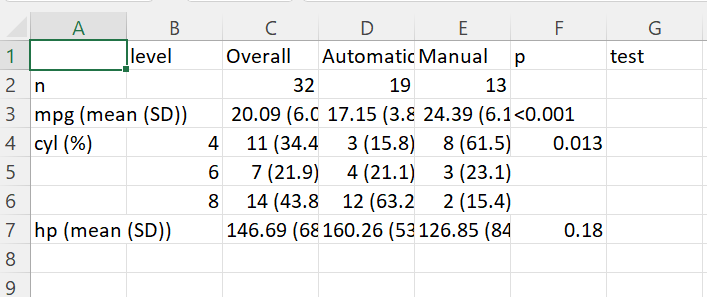 A B C D E F G
1 level Overall Automatic Manual p test
2 n 32 19 13
3 mpg (mean (SD)) 20.09 (6.0 17.15 (3.8 24.39 (6.1 <0.001
4 cyl (%) 4 11 (34.4 3 (15.8) 8 (61.5) 0.013
5 6 7 (21.9) 4 (21.1) 3 (23.1)
6 8 14 (43.8 12 (63.2 2 (15.4)
7 hp (mean (SD)) 146.69 (68 160.26 (53 126.85 (84 0.18
8
9